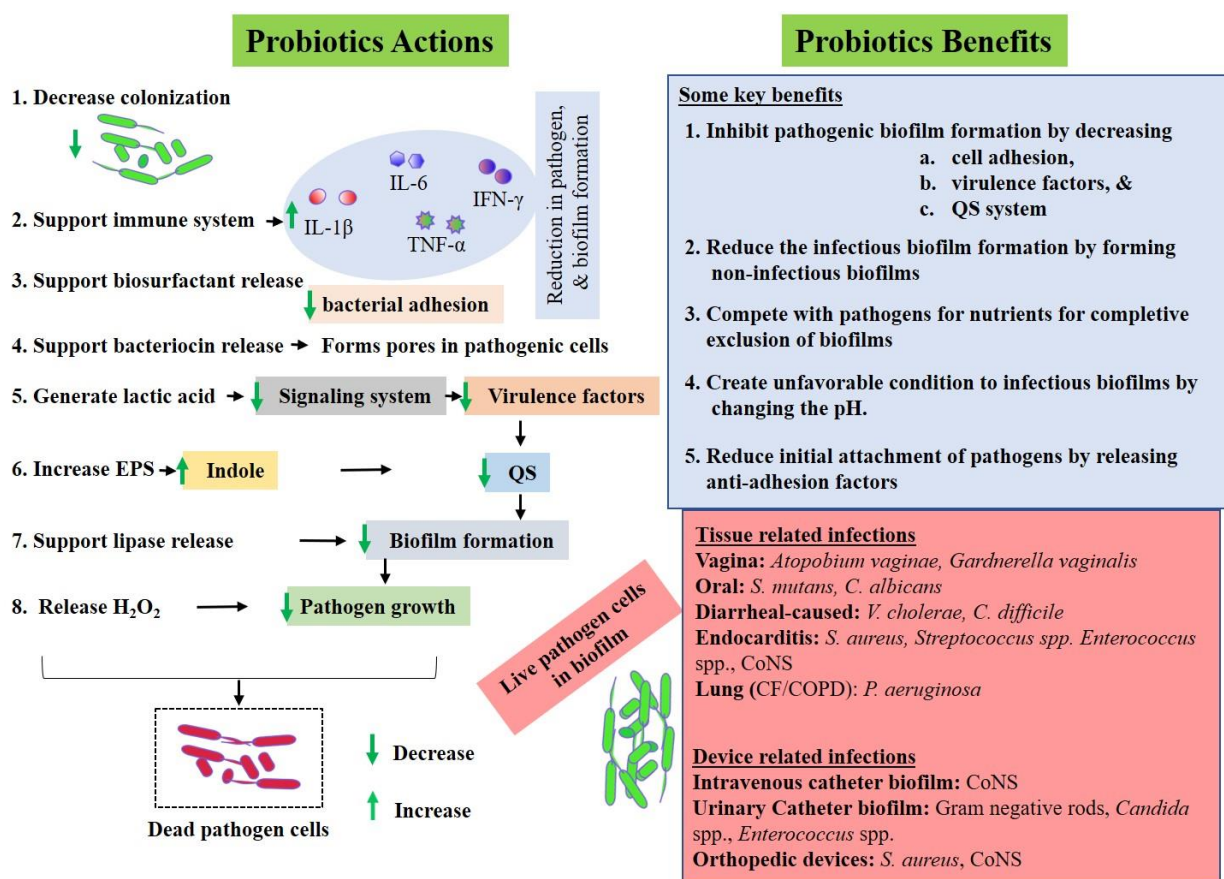 Probiotics Actions
1. Decrease colonization
IL-6
IFN-γ
2. Support immune system
IL-1β
TNF-α
Reduction in pathogen,
& biofilm formation
3. Support biosurfactant release
bacterial adhesion
4. Support bacteriocin release
Forms pores in pathogenic cells
5. Generate lactic acid
Signaling system
Virulence factors
6. Increase EPS
Indole
QS
7. Support lipase release
Biofilm formation
8. Release H₂O₂
Pathogen growth
Live pathogen cells
in biofilm
Decrease
Increase
Dead pathogen cells
Probiotics Benefits
Some key benefits
1. Inhibit pathogenic biofilm formation by decreasing
a. cell adhesion,
b. virulence factors, &
c. QS system
2. Reduce the infectious biofilm formation by forming
non-infectious biofilms
3. Compete with pathogens for nutrients for completive
exclusion of biofilms
4. Create unfavorable condition to infectious biofilms by
changing the pH.
5. Reduce initial attachment of pathogens by releasing
anti-adhesion factors
Tissue related infections
Vagina: Atopobium vaginae, Gardnerella vaginalis
Oral: S. mutans, C. albicans
Diarrheal-caused: V. cholerae, C. difficile
Endocarditis: S. aureus, Streptococcus spp. Enterococcus
spp., CoNS
Lung (CF/COPD): P. aeruginosa
Device related infections
Intravenous catheter biofilm: CoNS
Urinary Catheter biofilm: Gram negative rods, Candida
spp., Enterococcus spp.
Orthopedic devices: S. aureus, CoNS